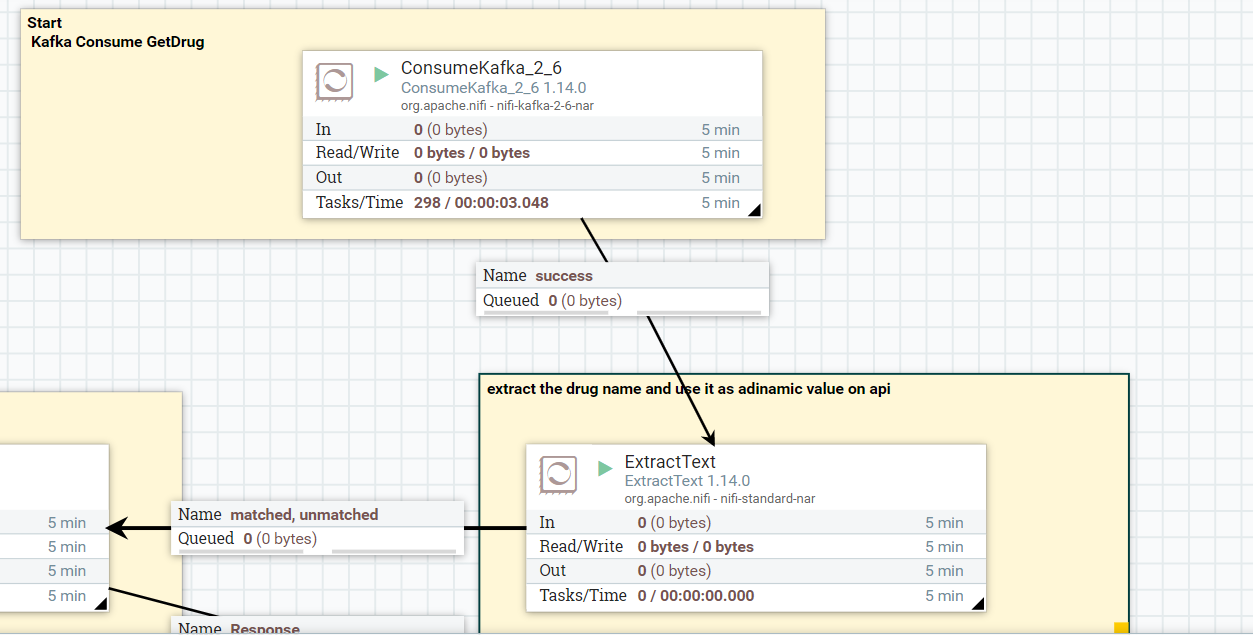 Start
Kafka Consume GetDrug
ConsumeKafka_2_6
ConsumeKafka_2_6 1.14.0
org.apache.nifi - nifi-kafka-2-6-nar
In 0 (0 bytes) 5 min
Read/Write 0 bytes / 0 bytes 5 min
Out 0 (0 bytes) 5 min
Tasks/Time 298 / 00:00:03.048 5 min
Name success
Queued 0 (0 bytes)
extract the drug name and use it as adinamic value on api
ExtractText
ExtractText 1.14.0
org.apache.nifi - nifi-standard-nar
In 0 (0 bytes) 5 min
Read/Write 0 bytes / 0 bytes 5 min
Out 0 (0 bytes) 5 min
Tasks/Time 0 / 00:00:00.000 5 min
Name matched, unmatched
Queued 0 (0 bytes)
5 min
5 min
5 min
5 min
Name Response